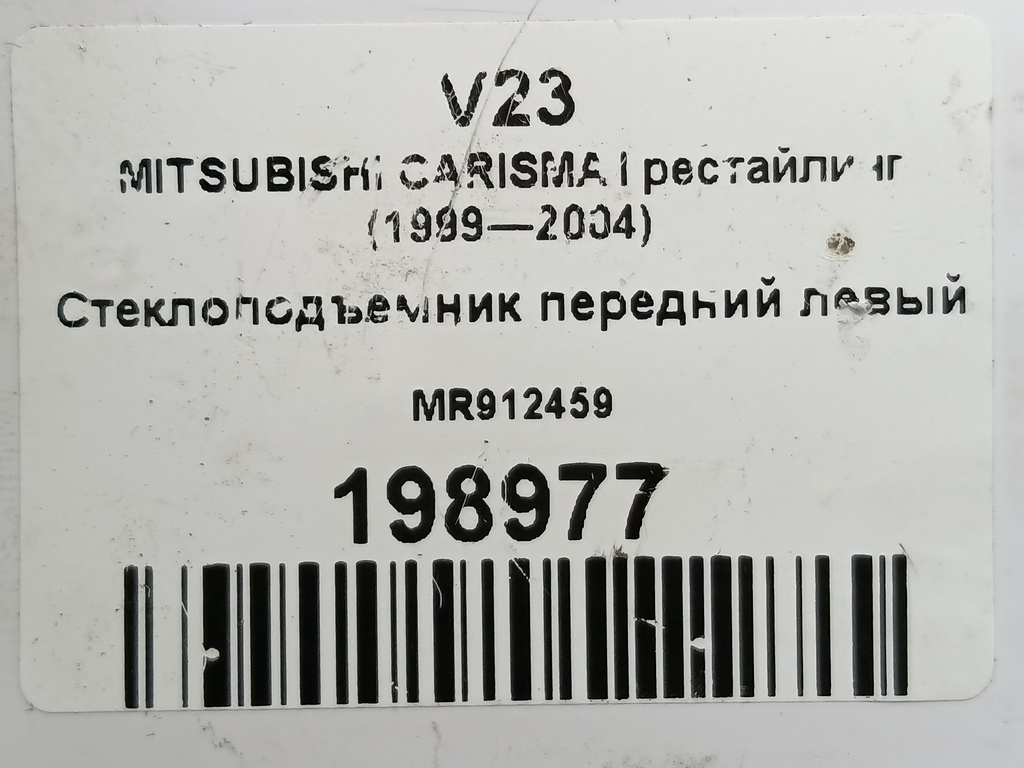 V23
MITSUBISHI CARISMA I рестайлинг
(1999—2004)
Стеклоподъемник передний левый
MR912459
198977